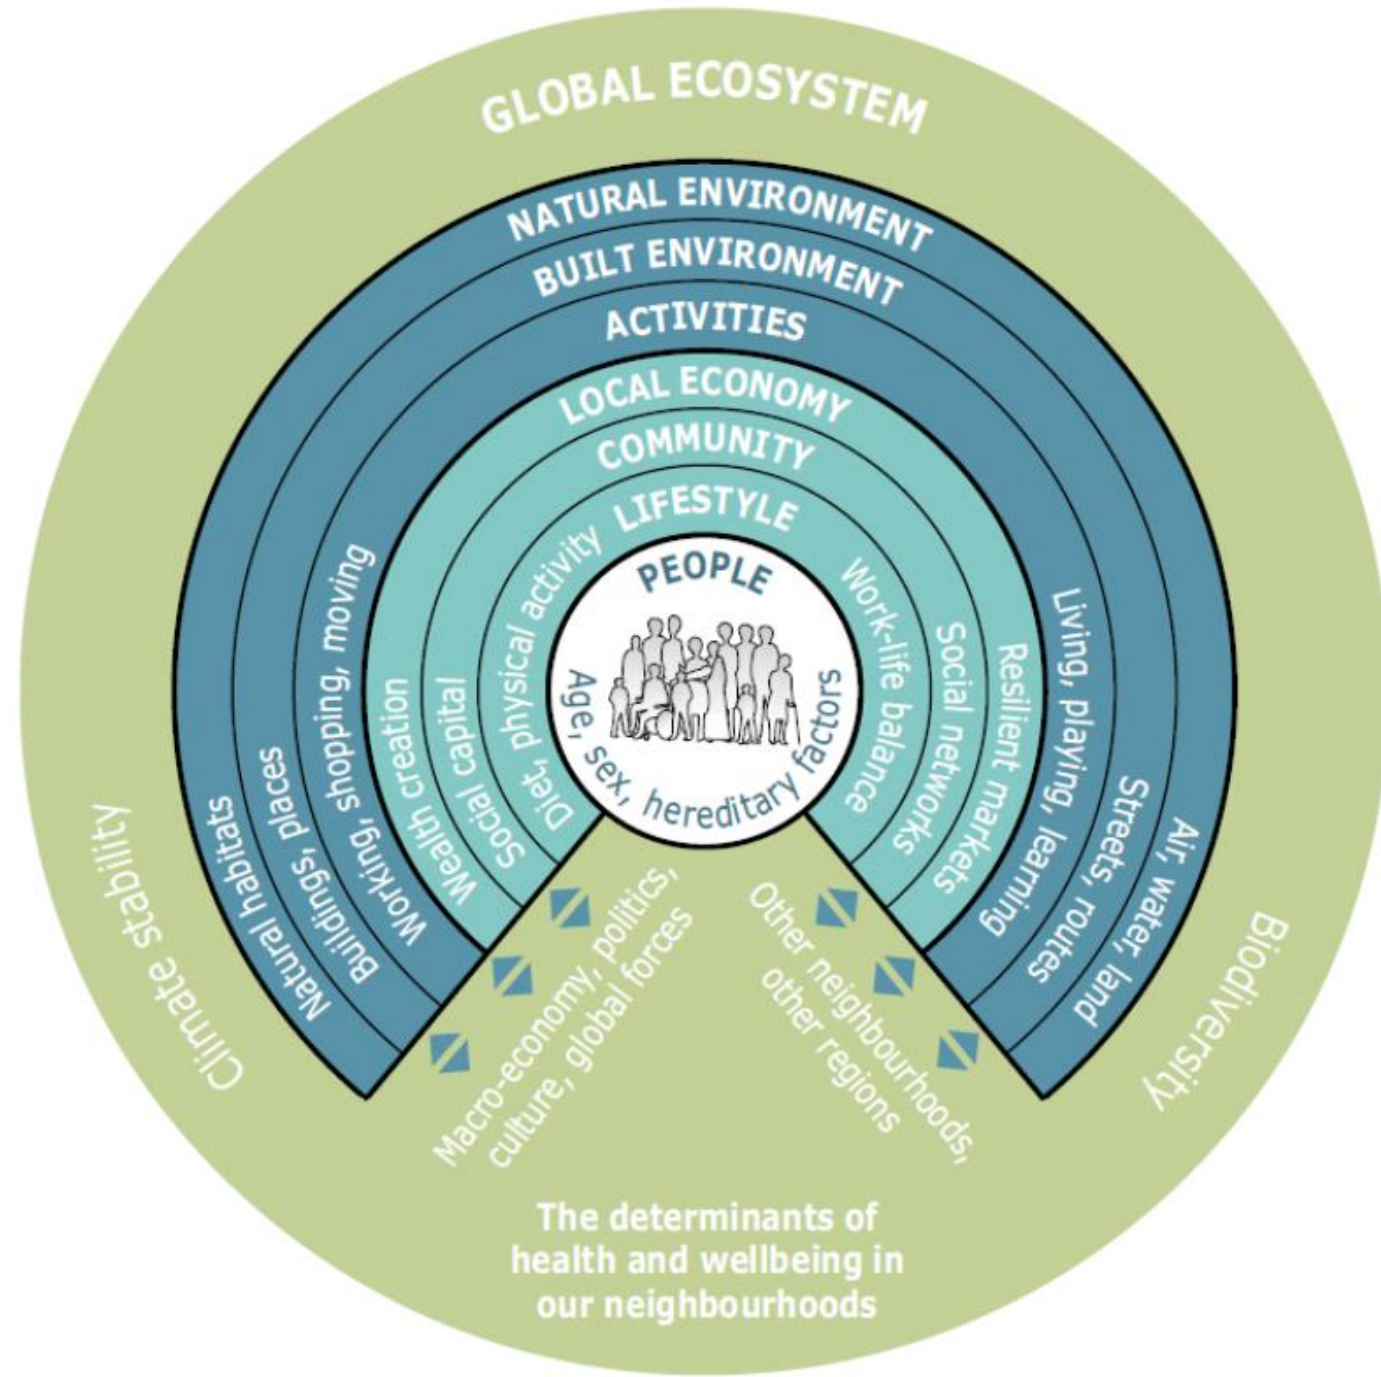 GLOBAL ECOSYSTEM
NATURAL ENVIRONMENT
BUILT ENVIRONMENT
ACTIVITIES
LOCAL ECONOMY
COMMUNITY
LIFESTYLE
PEOPLE
Age, sex, hereditary factors
Diet, physical activity
Work-life balance
Social capital
Social networks
Wealth creation
Resilient markets
Working, shopping, moving
Living, playing, learning
Buildings, places
Streets, routes
Natural habitats
Air, water, land
Climate stability
Biodiversity
Macro-economy, politics,
culture, global forces
Other neighbourhoods,
other regions
The determinants of
health and wellbeing in
our neighbourhoods